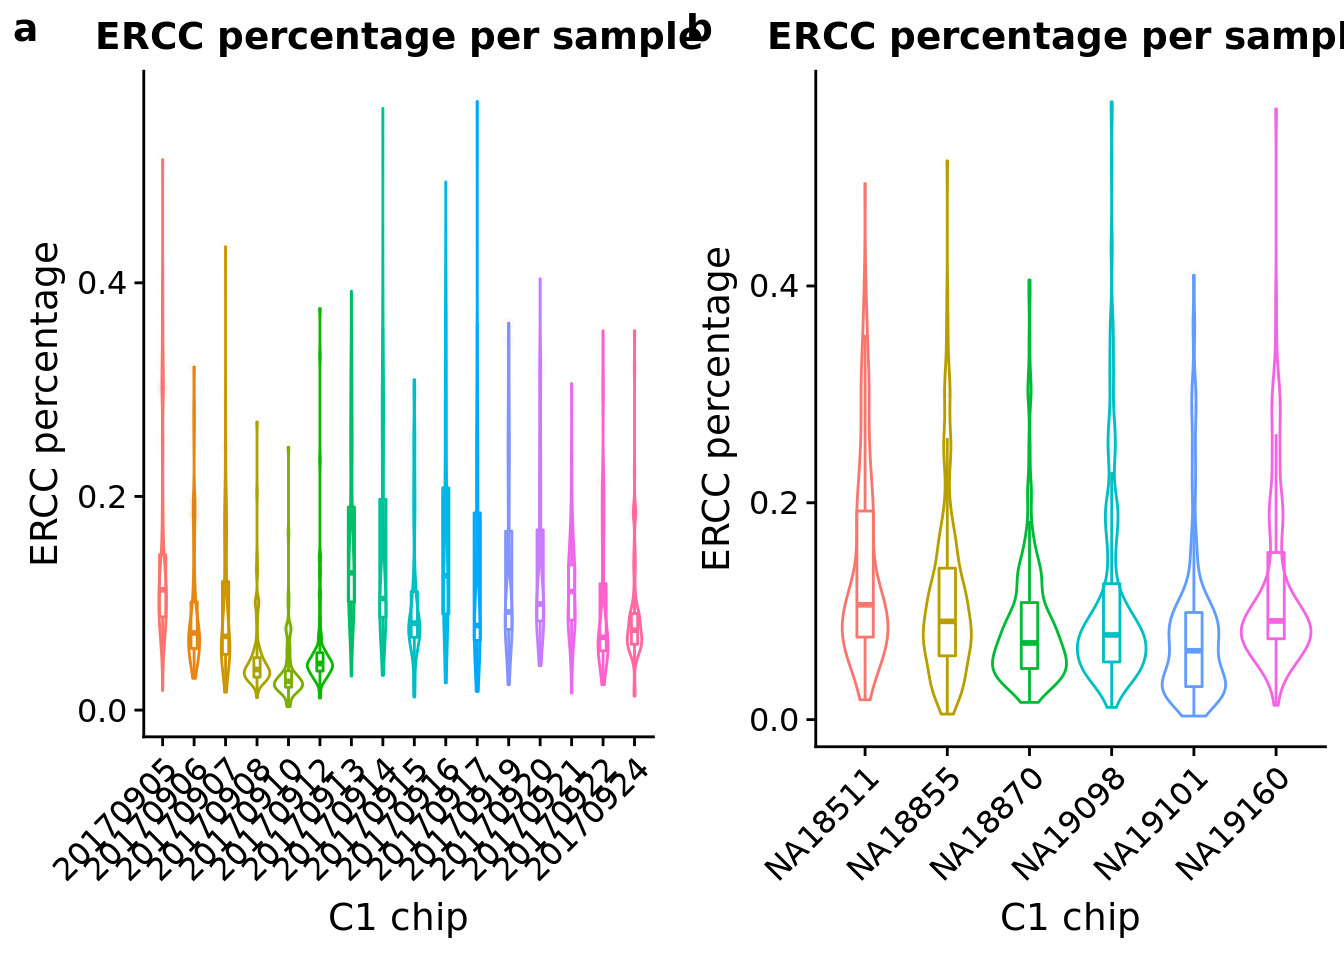 a
ERCC percentage per sample
ERCC percentage
0.4
0.2
0.0
20170905
20170906
20170907
20170908
20170910
20170912
20170913
20170914
20170915
20170916
20170917
20170919
20170920
20170921
20170922
20170924
C1 chip
b
ERCC percentage per sampl
ERCC percentage
0.4
0.2
0.0
NA18511
NA18855
NA18870
NA19098
NA19101
NA19160
C1 chip